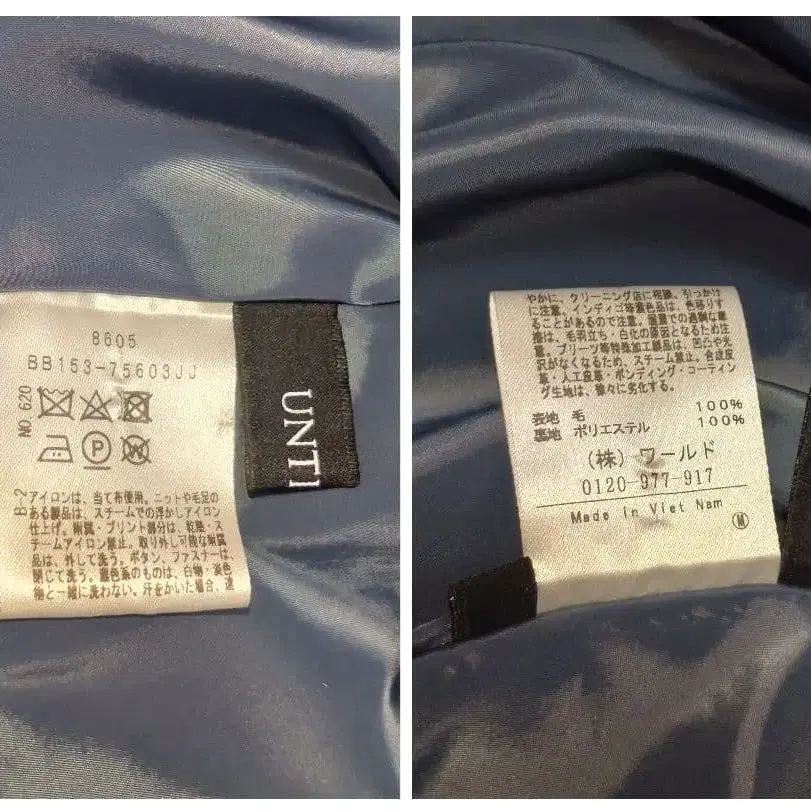 8605
BB153-75603JJ
NO 620
P
W
B-2
アイロンは、当て布使用。ニットや毛足の
ある製品は、スチームでの浮かしアイロン
仕上げ。附属・プリント部分は、乾燥・ス
チームアイロン禁止。取り外し可能な附属
品は、外して洗う。ボタン、ファスナーは、
閉じて洗う。濃色系のものは、白物・淡色
物と一緒に洗わない。汗をかいた場合、速
UNTI
やかに、クリーニング店に相談。引っかけ
に注意。インディゴ等着色品は、色移りす
ることがあるので注意。着用での過剰な摩
擦は、毛羽立ち・白化の原因となるため注
意。プリーツ等特殊加工製品は、凹凸や光
沢がなくなるため、スチーム禁止。合成皮
革・人工皮革・ボンディング・コーティン
グ生地は、徐々に劣化する。
表地 毛 100%
裏地 ポリエステル 100%
(株) ワールド
0120-977-917
Made in Viet Nam
M